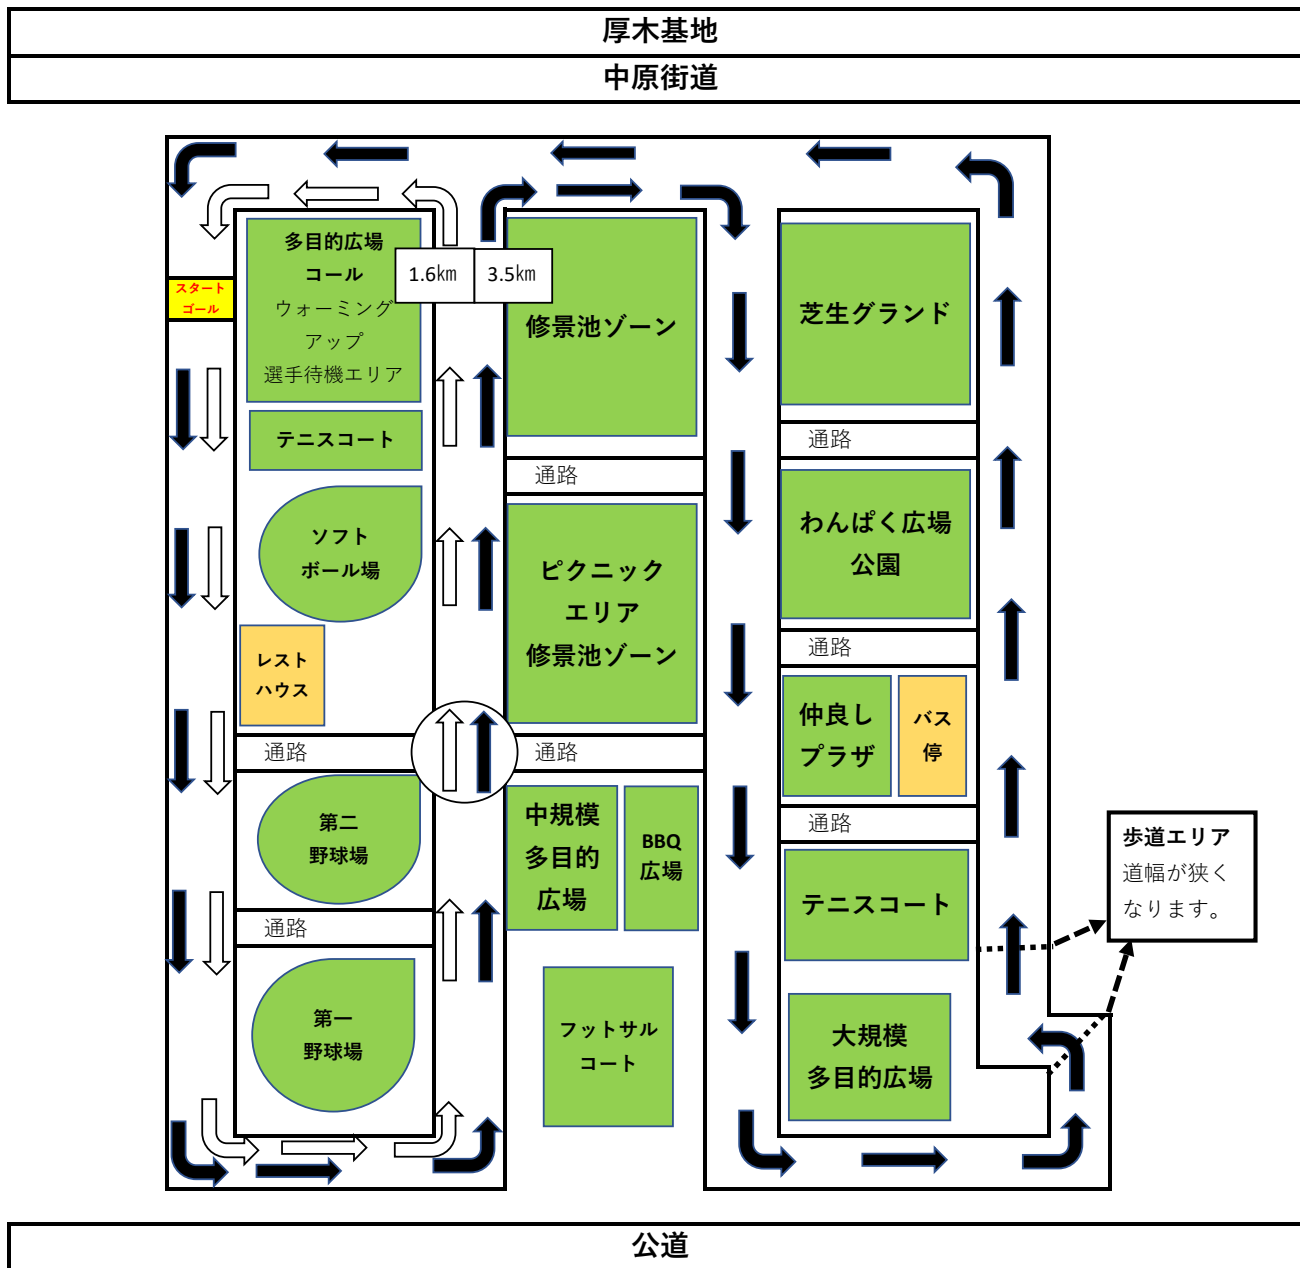 厚木基地
中原街道
多目的広場
コール
ウォーミング
アップ
選手待機エリア
1.6㎞
3.5㎞
スタート
ゴール
修景池ゾーン
芝生グランド
テニスコート
通路
通路
ソフト
ボール場
ピクニック
エリア
修景池ゾーン
わんぱく広場
公園
レスト
ハウス
通路
仲良し
プラザ
バス
停
通路
通路
第二
野球場
中規模
多目的
広場
BBQ
広場
通路
歩道エリア
道幅が狭く
なります。
テニスコート
通路
第一
野球場
フットサル
コート
大規模
多目的広場
公道